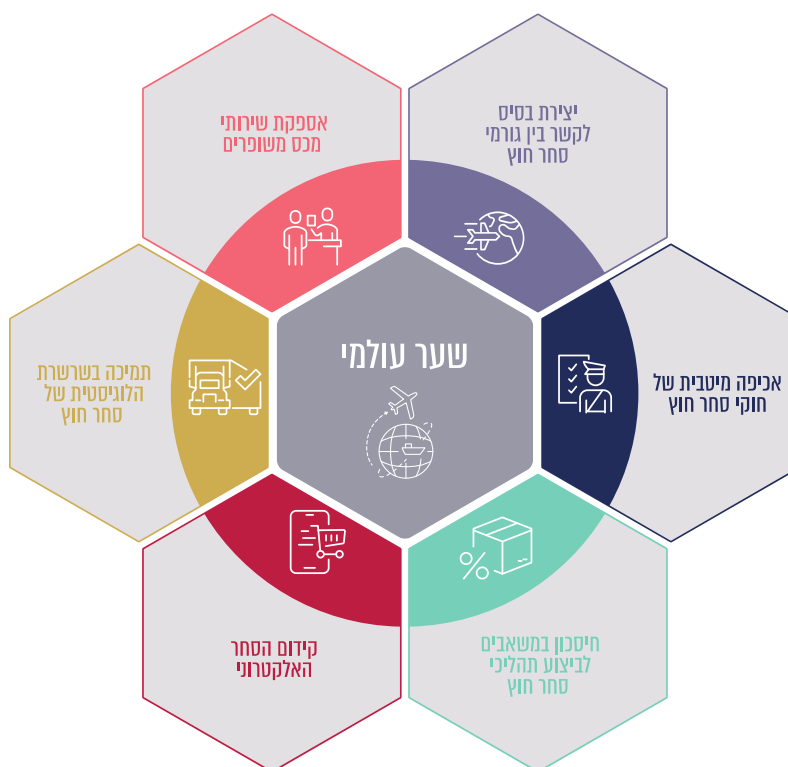 יצירת בסיס
לקשר בין גורמי
סחר חוץ
אספקת שירותי
מכס משופרים
שער עולמי
אכיפה מיטבית של
חוקי סחר חוץ
תמיכה בשרשרת
הלוגיסטית של
סחר חוץ
חיסכון במשאבים
לביצוע תהליכי
סחר חוץ
קידום הסחר
האלקטרוני